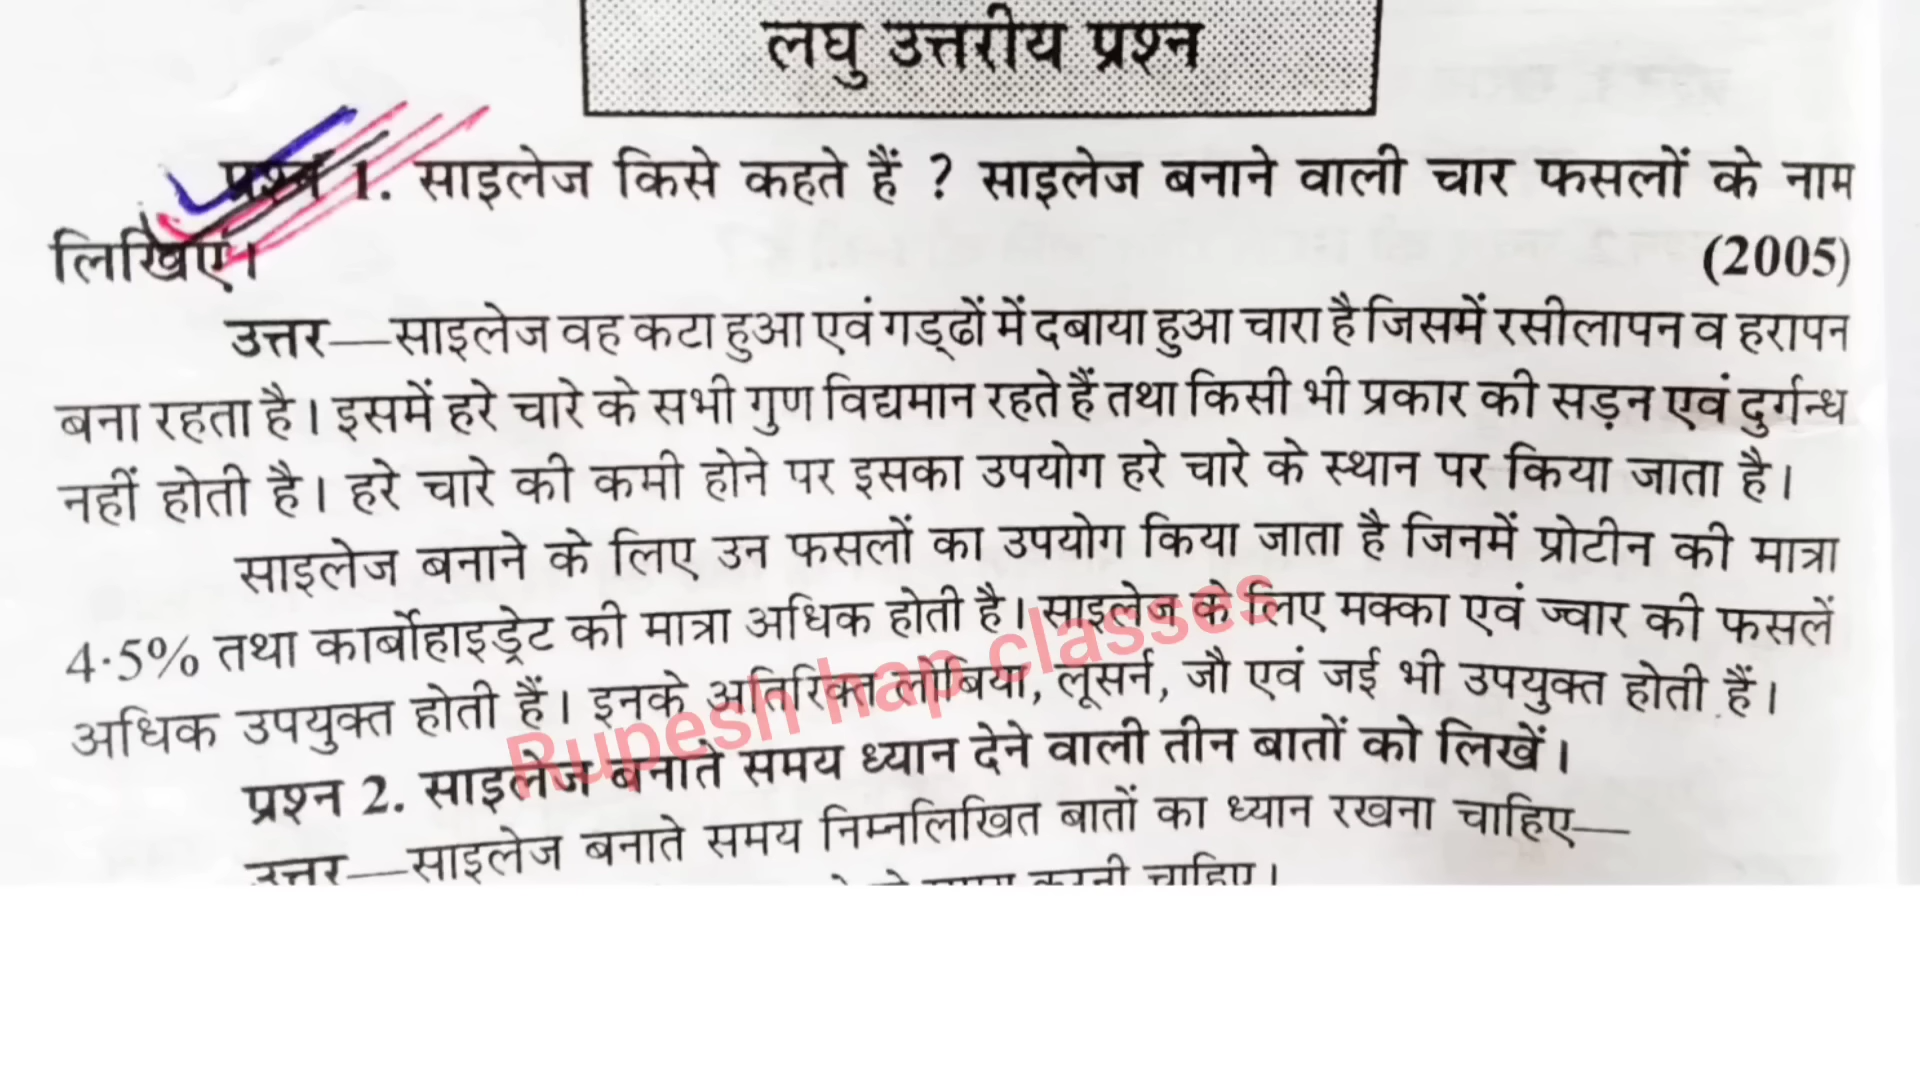 लघु उत्तरीय प्रश्न
प्रश्न 1. साइलेज किसे कहते हैं ? साइलेज बनाने वाली चार फसलों के नाम
लिखिए।
(2005)
उत्तर—साइलेज वह कटा हुआ एवं गड्ढों में दबाया हुआ चारा है जिसमें रसीलापन व हरापन
बना रहता है। इसमें हरे चारे के सभी गुण विद्यमान रहते हैं तथा किसी भी प्रकार की सड़न एवं दुर्गन्ध
नहीं होती है। हरे चारे की कमी होने पर इसका उपयोग हरे चारे के स्थान पर किया जाता है।
साइलेज बनाने के लिए उन फसलों का उपयोग किया जाता है जिनमें प्रोटीन की मात्रा
4·5% तथा कार्बोहाइड्रेट की मात्रा अधिक होती है। साइलेज के लिए मक्का एवं ज्वार की फसलें
अधिक उपयुक्त होती हैं। इनके अतिरिक्त लोबिया, लूसर्न, जौ एवं जई भी उपयुक्त होती हैं।
Rupesh hap classes
प्रश्न 2. साइलेज बनाते समय ध्यान देने वाली तीन बातों को लिखें।
उत्तर—साइलेज बनाते समय निम्नलिखित बातों का ध्यान रखना चाहिए—
करनी चाहिए।